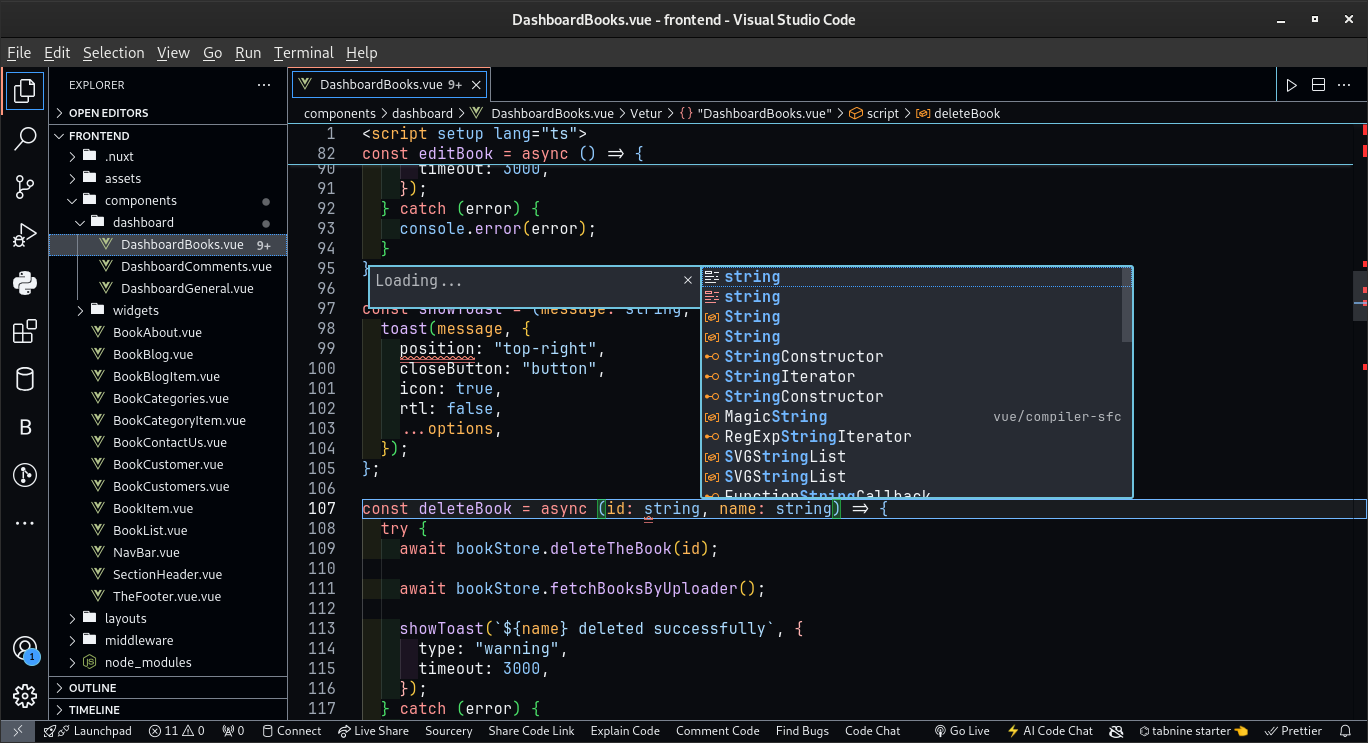 DashboardBooks.vue - frontend - Visual Studio Code
File Edit Selection View Go Run Terminal Help
EXPLORER
OPEN EDITORS
FRONTEND
.nuxt
assets
components
dashboard
DashboardBooks.vue 9+
DashboardComments.vue
DashboardGeneral.vue
widgets
BookAbout.vue
BookBlog.vue
BookBlogItem.vue
BookCategories.vue
BookCategoryItem.vue
BookContactUs.vue
BookCustomer.vue
BookCustomers.vue
BookItem.vue
BookList.vue
NavBar.vue
SectionHeader.vue
TheFooter.vue.vue
layouts
middleware
node_modules
OUTLINE
TIMELINE
DashboardBooks.vue 9+
components > dashboard > DashboardBooks.vue > Vetur > {} "DashboardBooks.vue" > script > deleteBook
1 <script setup lang="ts">
82 const editBook = async () => {
90 timeout: 3000,
91 });
92 } catch (error) {
93 console.error(error);
94 }
95 }
96
97 const showToast = (message: string,
98 toast(message, {
99 position: "top-right",
100 closeButton: "button",
101 icon: true,
102 rtl: false,
103 ...options,
104 });
105 };
106
107 const deleteBook = async (id: string, name: string) => {
108 try {
109 await bookStore.deleteTheBook(id);
110
111 await bookStore.fetchBooksByUploader();
112
113 showToast(`${name} deleted successfully`, {
114 type: "warning",
115 timeout: 3000,
116 });
117 } catch (error) {
Loading...
string
string
String
String
StringConstructor
StringIterator
StringConstructor
MagicString vue/compiler-sfc
RegExpStringIterator
SVGStringList
SVGStringList
FunctionStringCallback
B
1
Launchpad 11 0 0 Connect Live Share Sourcery Share Code Link Explain Code Comment Code Find Bugs Code Chat Go Live AI Code Chat tabnine starter Prettier